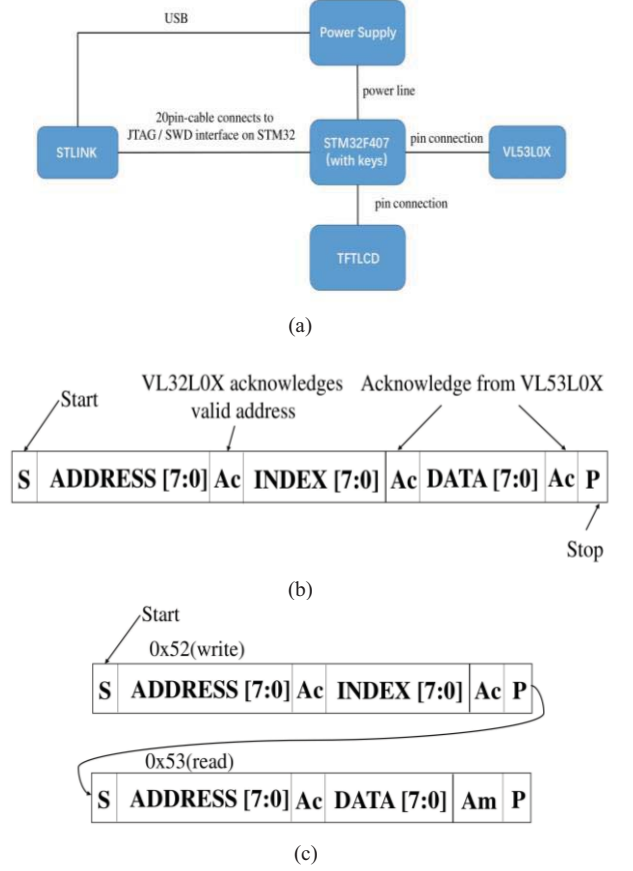 USB
Power Supply
power line
20pin-cable connects to
JTAG / SWD interface on STM32
STLINK
STM32F407
(with keys)
pin connection
VL53L0X
pin connection
TFTLCD
(a)
Start
VL32L0X acknowledges
valid address
Acknowledge from VL53L0X
S ADDRESS [7:0] Ac INDEX [7:0] Ac DATA [7:0] Ac P
Stop
(b)
Start
0x52(write)
S ADDRESS [7:0] Ac INDEX [7:0] Ac P
0x53(read)
S ADDRESS [7:0] Ac DATA [7:0] Am P
(c)